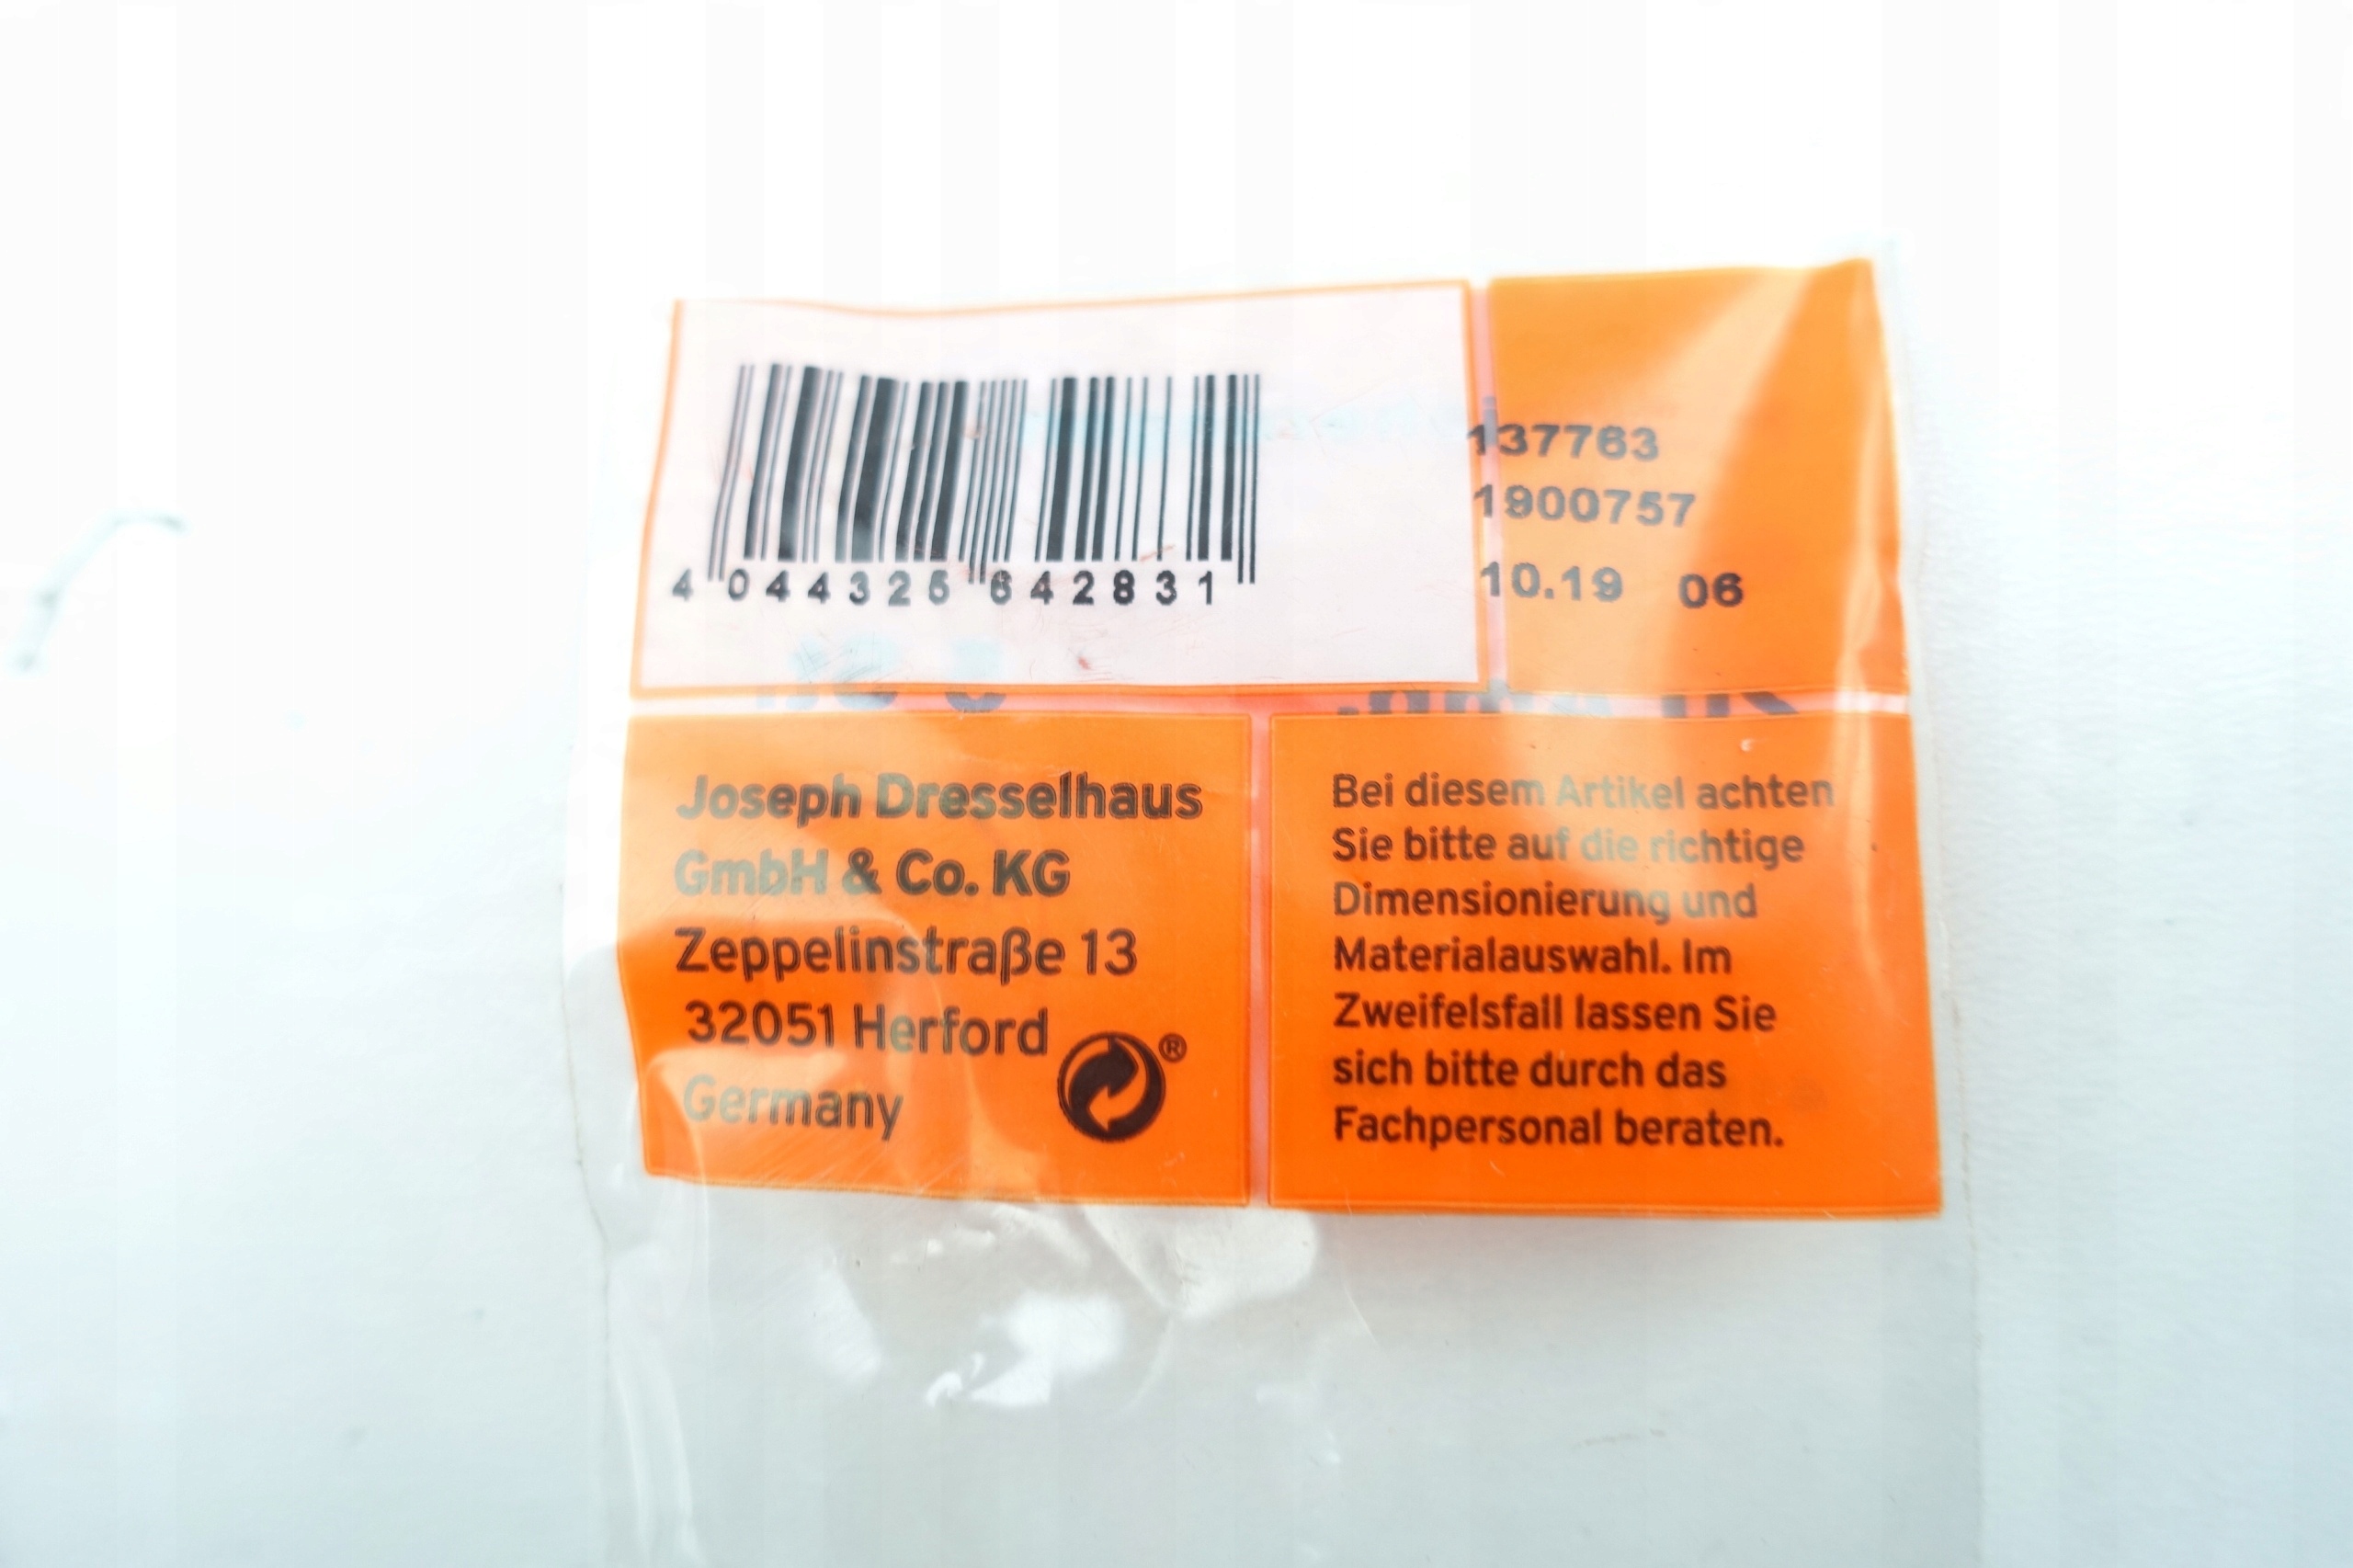 4 044325 642831
137763
1900757
10.19 06
Joseph Dresselhaus
GmbH & Co. KG
Zeppelinstraße 13
32051 Herford
Germany
®
Bei diesem Artikel achten
Sie bitte auf die richtige
Dimensionierung und
Materialauswahl. Im
Zweifelsfall lassen Sie
sich bitte durch das
Fachpersonal beraten.